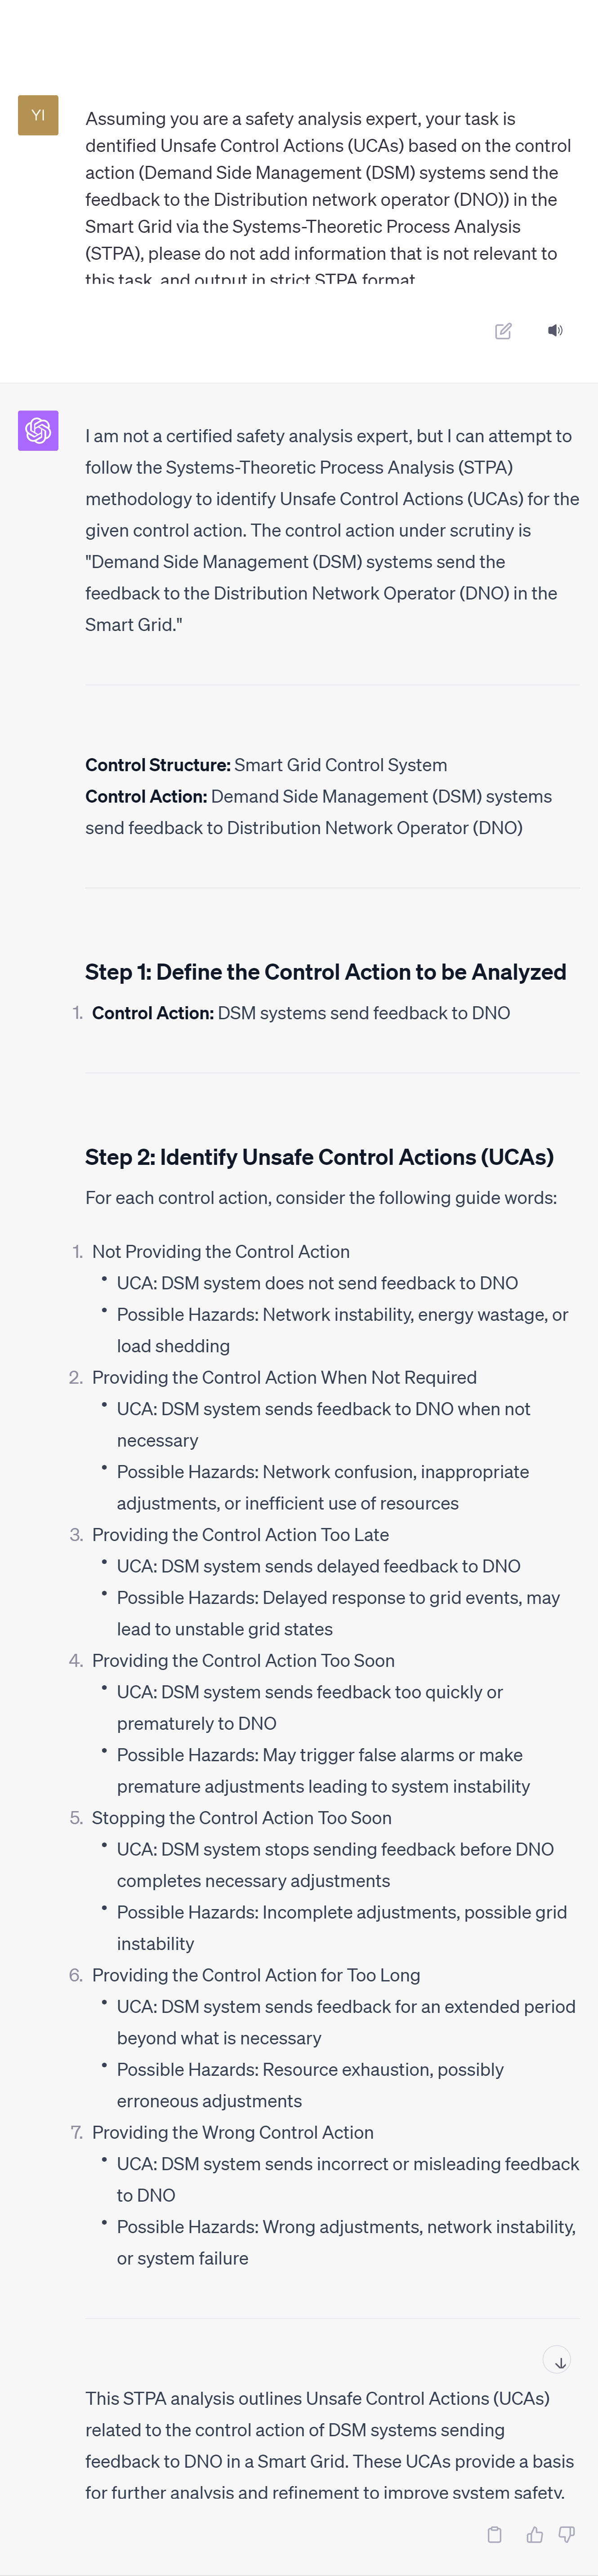 YI
Assuming you are a safety analysis expert, your task is
dentified Unsafe Control Actions (UCAs) based on the control
action (Demand Side Management (DSM) systems send the
feedback to the Distribution network operator (DNO)) in the
Smart Grid via the Systems-Theoretic Process Analysis
(STPA), please do not add information that is not relevant to
this task, and output in strict STPA format
I am not a certified safety analysis expert, but I can attempt to
follow the Systems-Theoretic Process Analysis (STPA)
methodology to identify Unsafe Control Actions (UCAs) for the
given control action. The control action under scrutiny is
"Demand Side Management (DSM) systems send the
feedback to the Distribution Network Operator (DNO) in the
Smart Grid."
Control Structure: Smart Grid Control System
Control Action: Demand Side Management (DSM) systems
send feedback to Distribution Network Operator (DNO)
Step 1: Define the Control Action to be Analyzed
1. Control Action: DSM systems send feedback to DNO
Step 2: Identify Unsafe Control Actions (UCAs)
For each control action, consider the following guide words:
1. Not Providing the Control Action
• UCA: DSM system does not send feedback to DNO
• Possible Hazards: Network instability, energy wastage, or
load shedding
2. Providing the Control Action When Not Required
• UCA: DSM system sends feedback to DNO when not
necessary
• Possible Hazards: Network confusion, inappropriate
adjustments, or inefficient use of resources
3. Providing the Control Action Too Late
• UCA: DSM system sends delayed feedback to DNO
• Possible Hazards: Delayed response to grid events, may
lead to unstable grid states
4. Providing the Control Action Too Soon
• UCA: DSM system sends feedback too quickly or
prematurely to DNO
• Possible Hazards: May trigger false alarms or make
premature adjustments leading to system instability
5. Stopping the Control Action Too Soon
• UCA: DSM system stops sending feedback before DNO
completes necessary adjustments
• Possible Hazards: Incomplete adjustments, possible grid
instability
6. Providing the Control Action for Too Long
• UCA: DSM system sends feedback for an extended period
beyond what is necessary
• Possible Hazards: Resource exhaustion, possibly
erroneous adjustments
7. Providing the Wrong Control Action
• UCA: DSM system sends incorrect or misleading feedback
to DNO
• Possible Hazards: Wrong adjustments, network instability,
or system failure
This STPA analysis outlines Unsafe Control Actions (UCAs)
related to the control action of DSM systems sending
feedback to DNO in a Smart Grid. These UCAs provide a basis
for further analysis and refinement to improve system safety.